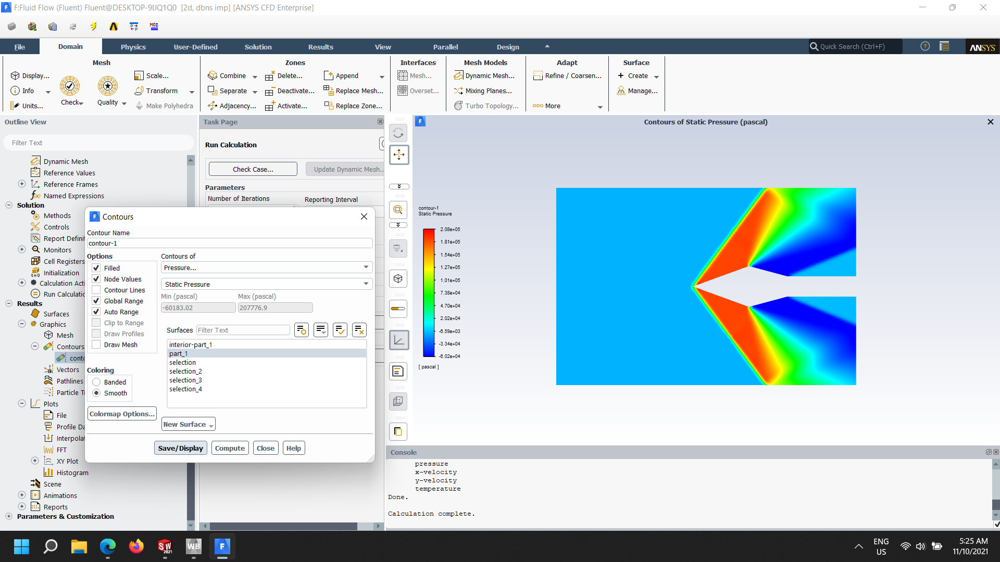 F:Fluid Flow (Fluent) Fluent@DESKTOP-9IJQ1Q0 [2d, dbns imp] [ANSYS CFD Enterprise]
File
Domain
Physics
User-Defined
Solution
Results
View
Parallel
Design
Quick Search (Ctrl+F)
ANSYS
Mesh
Display...
Info
Units...
Check
Quality
Scale...
Transform
Make Polyhedra
Zones
Combine
Separate
Adjacency...
Delete...
Deactivate...
Activate...
Append
Replace Mesh...
Replace Zone...
Interfaces
Mesh...
Overset...
Mesh Models
Dynamic Mesh...
Mixing Planes...
Turbo Topology...
Adapt
Refine / Coarsen...
More
Surface
Create
Manage...
Outline View
Filter Text
Dynamic Mesh
Reference Values
Reference Frames
Named Expressions
Solution
Methods
Controls
Report Defini
Monitors
Cell Registers
Initialization
Calculation Acti
Run Calculatio
Results
Surfaces
Graphics
Mesh
Contours
conto
Vectors
Pathlines
Particle T
Plots
File
Profile Da
Interpolat
FFT
XY Plot
Histogram
Scene
Animations
Reports
Parameters & Customization
Task Page
Run Calculation
Check Case...
Update Dynamic Mesh..
Parameters
Number of Iterations
Reporting Interval
Contours
Contour Name
contour-1
Options
Filled
Node Values
Contour Lines
Global Range
Auto Range
Clip to Range
Draw Profiles
Draw Mesh
Coloring
Banded
Smooth
Colormap Options...
Contours of
Pressure...
Static Pressure
Min (pascal)
Max (pascal)
-60183.02
207776.9
Surfaces
Filter Text
interior-part_1
part_1
selection
selection_2
selection_3
selection_4
New Surface
Save/Display
Compute
Close
Help
Contours of Static Pressure (pascal)
contour-1
Static Pressure
2.08e+05
1.81e+05
1.54e+05
1.27e+05
1.01e+05
7.38e+04
4.70e+04
2.02e+04
-6.59e+03
-3.34e+04
-6.02e+04
[ pascal ]
Console
pressure
x-velocity
y-velocity
temperature
Done.
Calculation complete.
ENG
US
5:25 AM
11/10/2021